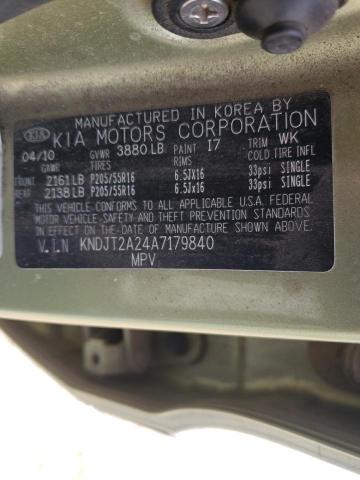 MANUFACTURED IN KOREA BY
KIA KIA MOTORS CORPORATION
04/10 GVWR 3880 LB PAINT 17 TRIM WK
GAWR TIRES RIMS COLD TIRE INFL
FRONT 2161 LB P205/55R16 6.5JX16 33psi SINGLE
REAR 2138 LB P205/55R16 6.5JX16 33psi SINGLE
THIS VEHICLE CONFORMS TO ALL APPLICABLE U.S.A. FEDERAL
MOTOR VEHICLE-SAFETY AND THEFT PREVENTION STANDARDS
IN EFFECT ON THE DATE OF MANUFACTURE SHOWN ABOVE.
V.I.N KNDJT2A24A7179840
MPV